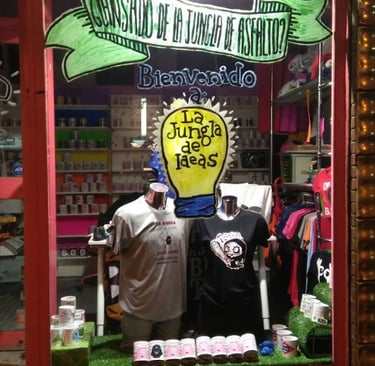 ¿CANSADO DE LA JUNGLA DE ASFALTO?
Bienvenido
a:
La
Jungla
de
Ideas